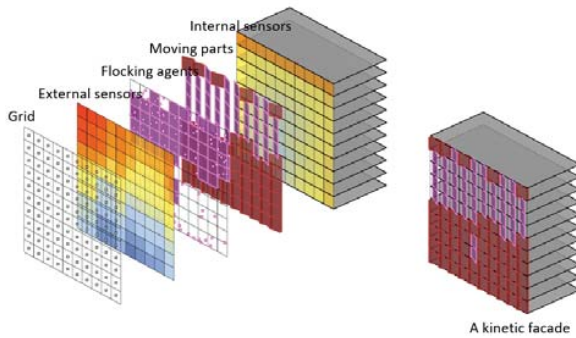 Internal sensors
Moving parts
Flocking agents
External sensors
Grid
A kinetic facade